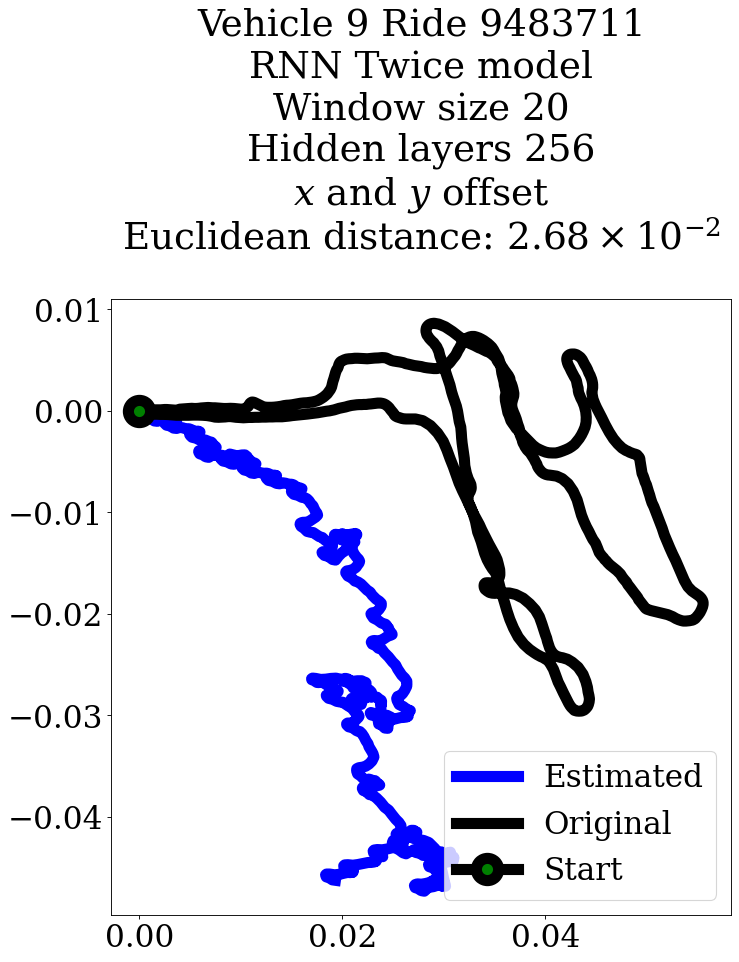 Vehicle 9 Ride 9483711
RNN Twice model
Window size 20
Hidden layers 256
x and y offset
Euclidean distance: 2.68 × 10⁻²
0.01
0.00
−0.01
−0.02
−0.03
−0.04
Estimated
Original
Start
0.00 0.02 0.04